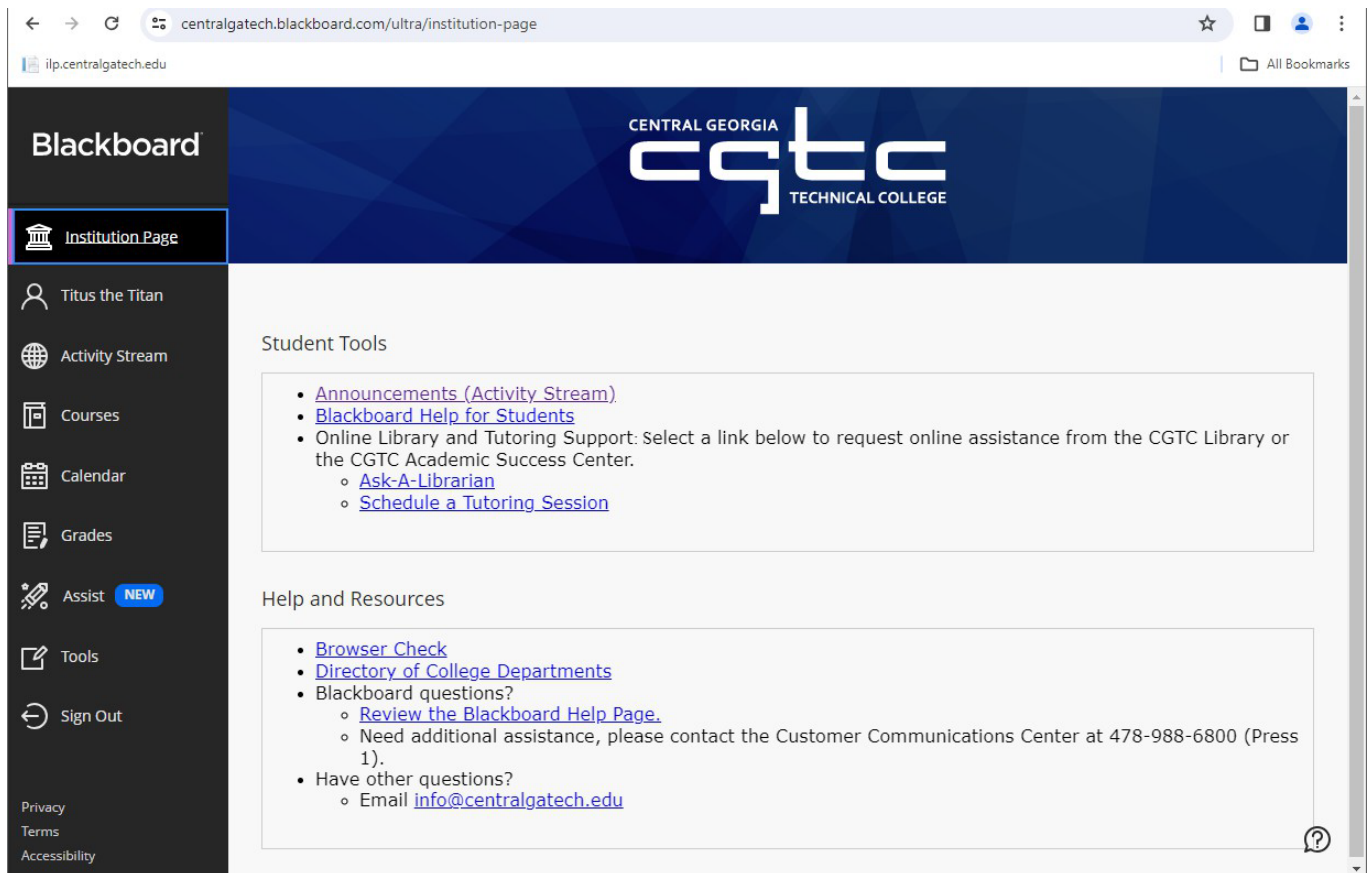 centralgatech.blackboard.com/ultra/institution-page
ilp.centralgatech.edu
All Bookmarks
Blackboard
Institution Page
Titus the Titan
Activity Stream
Courses
Calendar
Grades
Assist NEW
Tools
Sign Out
Privacy
Terms
Accessibility
CENTRAL GEORGIA
cgtc
TECHNICAL COLLEGE
Student Tools
Announcements (Activity Stream)
Blackboard Help for Students
Online Library and Tutoring Support: Select a link below to request online assistance from the CGTC Library or
the CGTC Academic Success Center.
Ask-A-Librarian
Schedule a Tutoring Session
Help and Resources
Browser Check
Directory of College Departments
Blackboard questions?
Review the Blackboard Help Page.
Need additional assistance, please contact the Customer Communications Center at 478-988-6800 (Press
1).
Have other questions?
Email info@centralgatech.edu